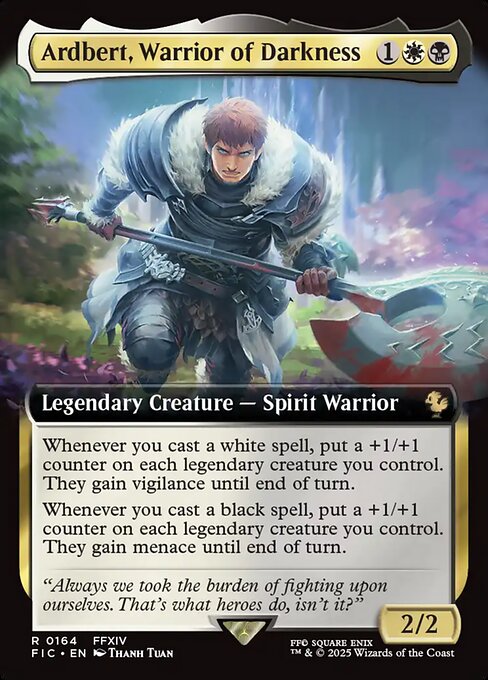 Ardbert, Warrior of Darkness 1
Legendary Creature — Spirit Warrior
Whenever you cast a white spell, put a +1/+1
counter on each legendary creature you control.
They gain vigilance until end of turn.
Whenever you cast a black spell, put a +1/+1
counter on each legendary creature you control.
They gain menace until end of turn.
“Always we took the burden of fighting upon
ourselves. That’s what heroes do, isn’t it?”
2/2
R 0164 FFXIV
FIC • EN Thanh Tuan
FF© SQUARE ENIX
™ & © 2025 Wizards of the Coast